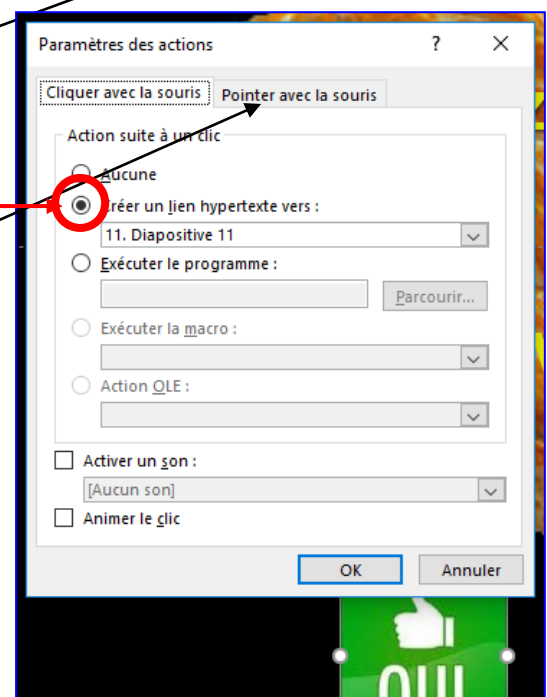 Paramètres des actions ? ×
Cliquer avec la souris Pointer avec la souris
Action suite à un clic
Aucune
Créer un lien hypertexte vers :
11. Diapositive 11
Exécuter le programme :
Parcourir...
Exécuter la macro :
Action OLE :
Activer un son :
[Aucun son]
Animer le clic
OK Annuler
OUI